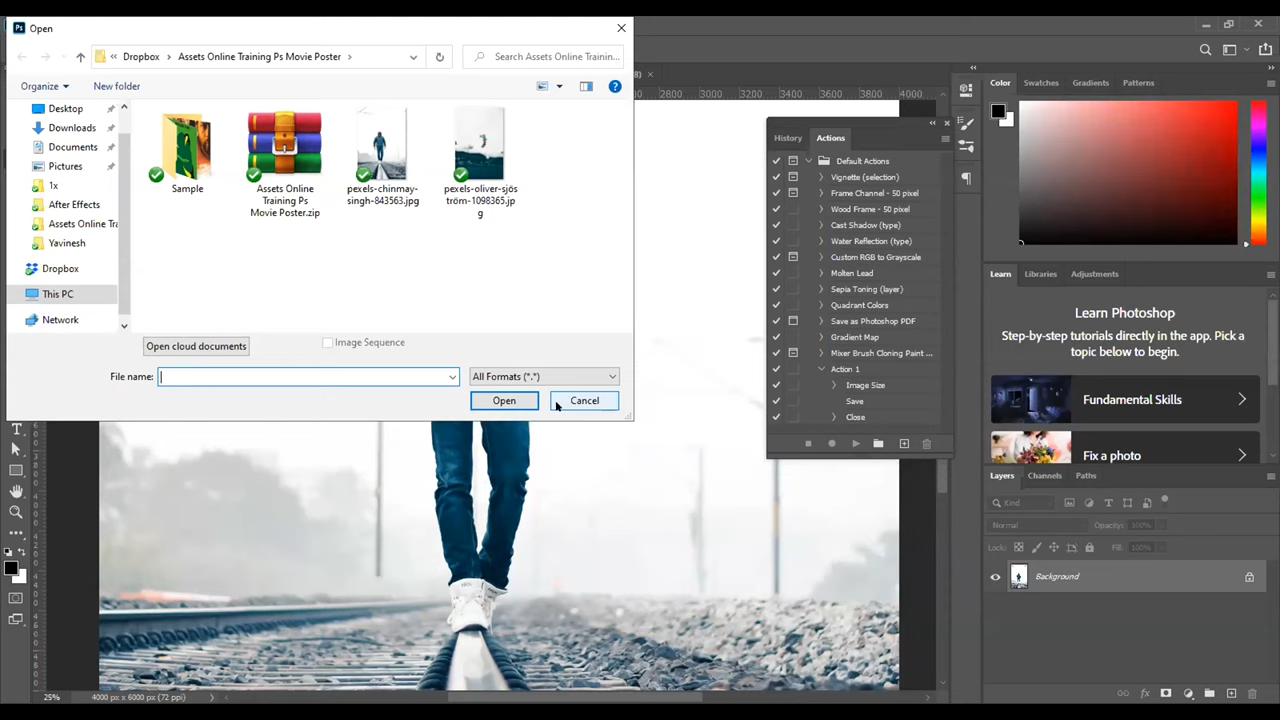 Ps Open
« Dropbox > Assets Online Training Ps Movie Poster >
Search Assets Online Trainin...
Organize
New folder
Desktop
Downloads
Documents
Pictures
1x
After Effects
Assets Online Tra
Yavinesh
Dropbox
This PC
Network
Sample
Assets Online
Training Ps
Movie Poster.zip
pexels-chinmay-
singh-843563.jpg
pexels-oliver-sjös
tröm-1098365.jp
g
Open cloud documents
Image Sequence
File name:
All Formats (*.*)
Open
Cancel
2800 3000 3200 3400 3600 3800 4000
History Actions
Default Actions
Vignette (selection)
Frame Channel - 50 pixel
Wood Frame - 50 pixel
Cast Shadow (type)
Water Reflection (type)
Custom RGB to Grayscale
Molten Lead
Sepia Toning (layer)
Quadrant Colors
Save as Photoshop PDF
Gradient Map
Mixer Brush Cloning Paint ...
Action 1
Image Size
Save
Close
Color Swatches Gradients Patterns
Learn Libraries Adjustments
Learn Photoshop
Step-by-step tutorials directly in the app. Pick a
topic below to begin.
Fundamental Skills
Fix a photo
Layers Channels Paths
Kind
Normal
Opacity: 100%
Lock:
Fill: 100%
Background
25%
4000 px x 6000 px (72 ppi)